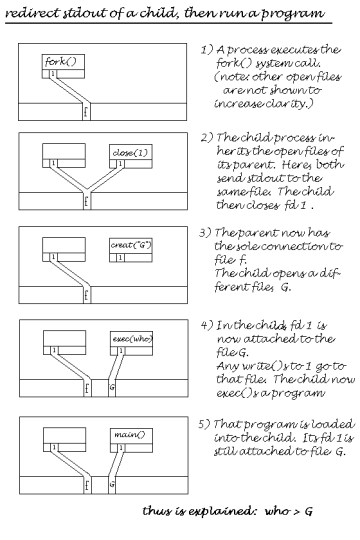 redirect stdout of a child, then run a program
fork()
1
f
1) A process executes the
fork() system call.
(note: other open files
are not shown to
increase clarity.)
close(1)
1
1
f
2) The child process in-
herits the open files of
its parent. Here, both
send stdout to the
same file. The child
then closes fd 1 .
creat("G")
1
1
f
3) The parent now has
the sole connection to
file f.
The child opens a dif-
ferent file, G.
exec(who)
1
1
f
G
4) In the child, fd 1 is
now attached to the
file G.
Any write()s to 1 go to
that file. The child now
exec()s a program
main()
1
1
f
G
5) That program is loaded
into the child. Its fd 1 is
still attached to file G.
thus is explained: who > G